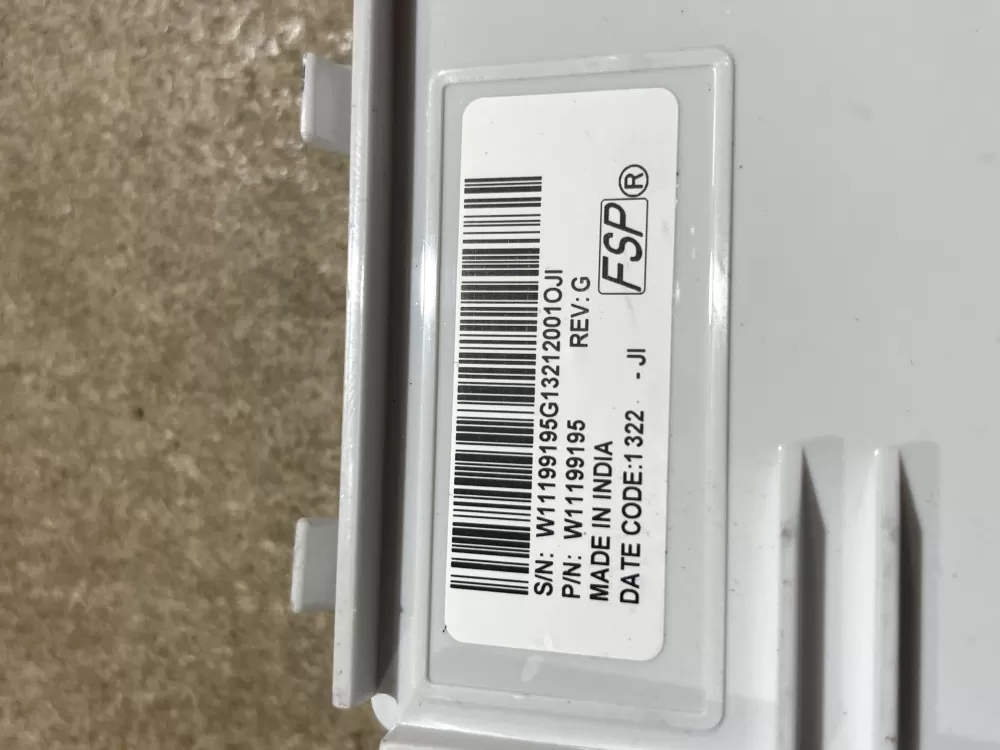 S/N: W11199195G13212001OJI
P/N: W11199195 REV: G
MADE IN INDIA
DATE CODE:1322 - JI
FSP®